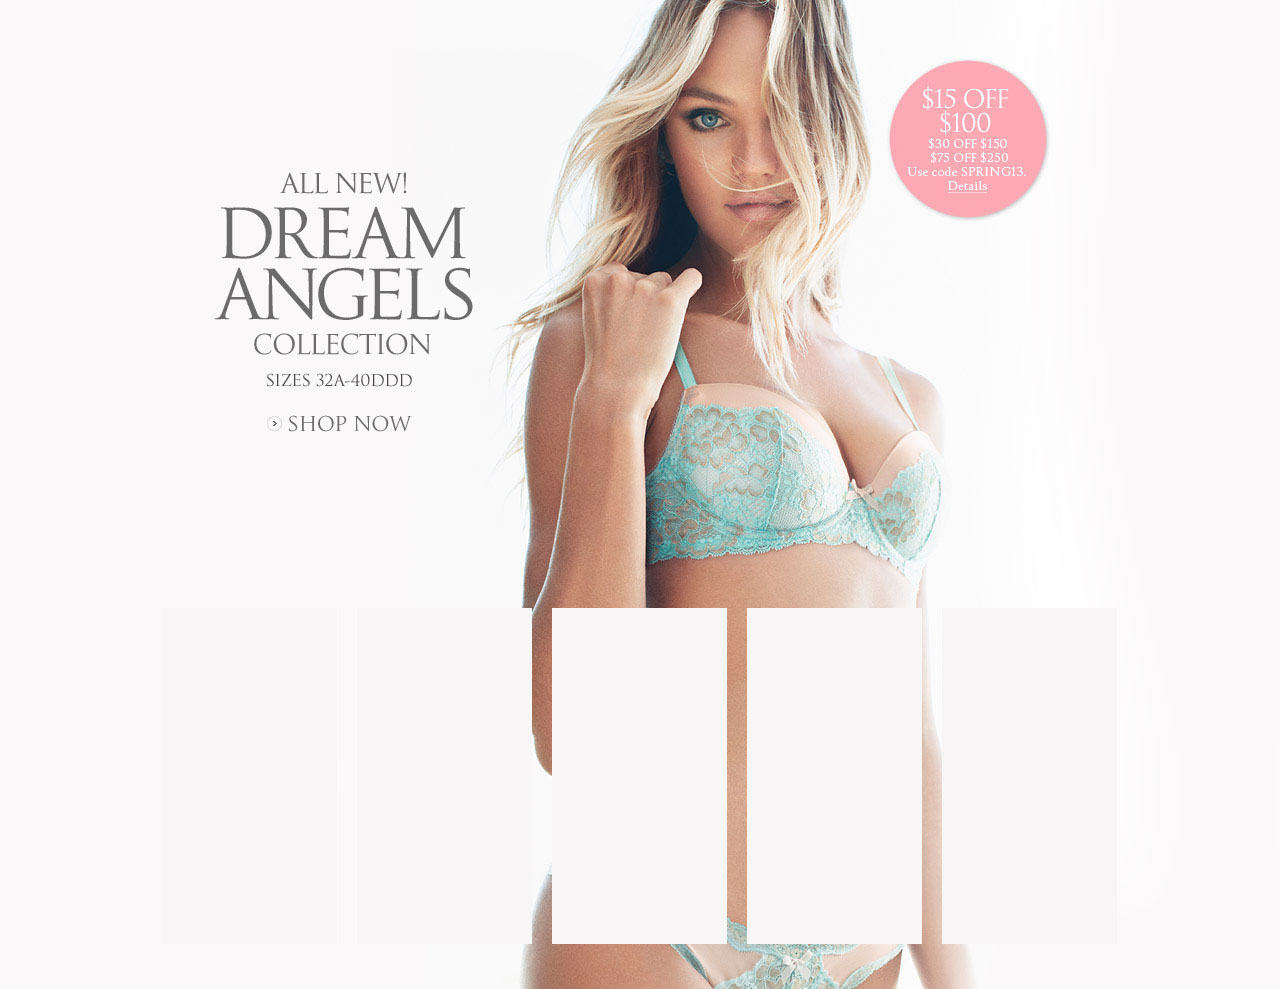 ALL NEW!
DREAM
ANGELS
COLLECTION
SIZES 32A-40DDD
SHOP NOW
$15 OFF
$100
$30 OFF $150
$75 OFF $250
Use code SPRING13.
Details